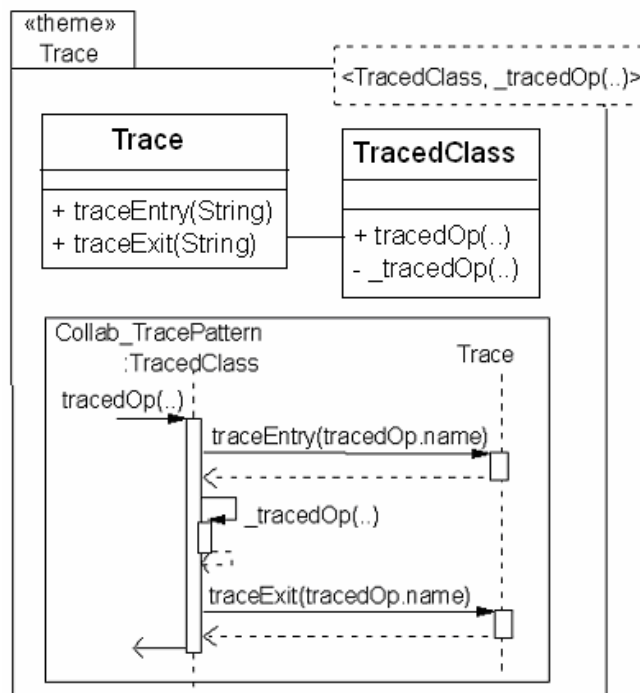 «theme»
Trace
<TracedClass, _tracedOp(..)>
Trace
+ traceEntry(String)
+ traceExit(String)
TracedClass
+ tracedOp(..)
- _tracedOp(..)
Collab_TracePattern
:TracedClass
Trace
tracedOp(..)
traceEntry(tracedOp.name)
_tracedOp(..)
traceExit(tracedOp.name)